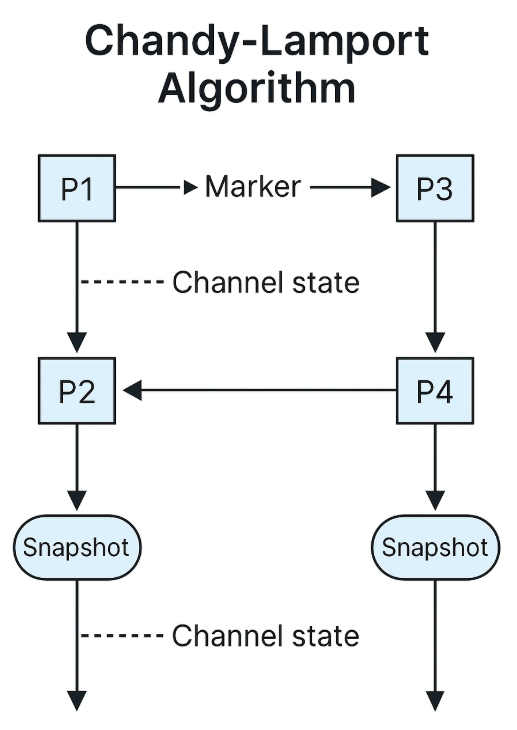 Chandy-Lamport
Algorithm
P1
Marker
P3
Channel state
P2
P4
Snapshot
Snapshot
Channel state